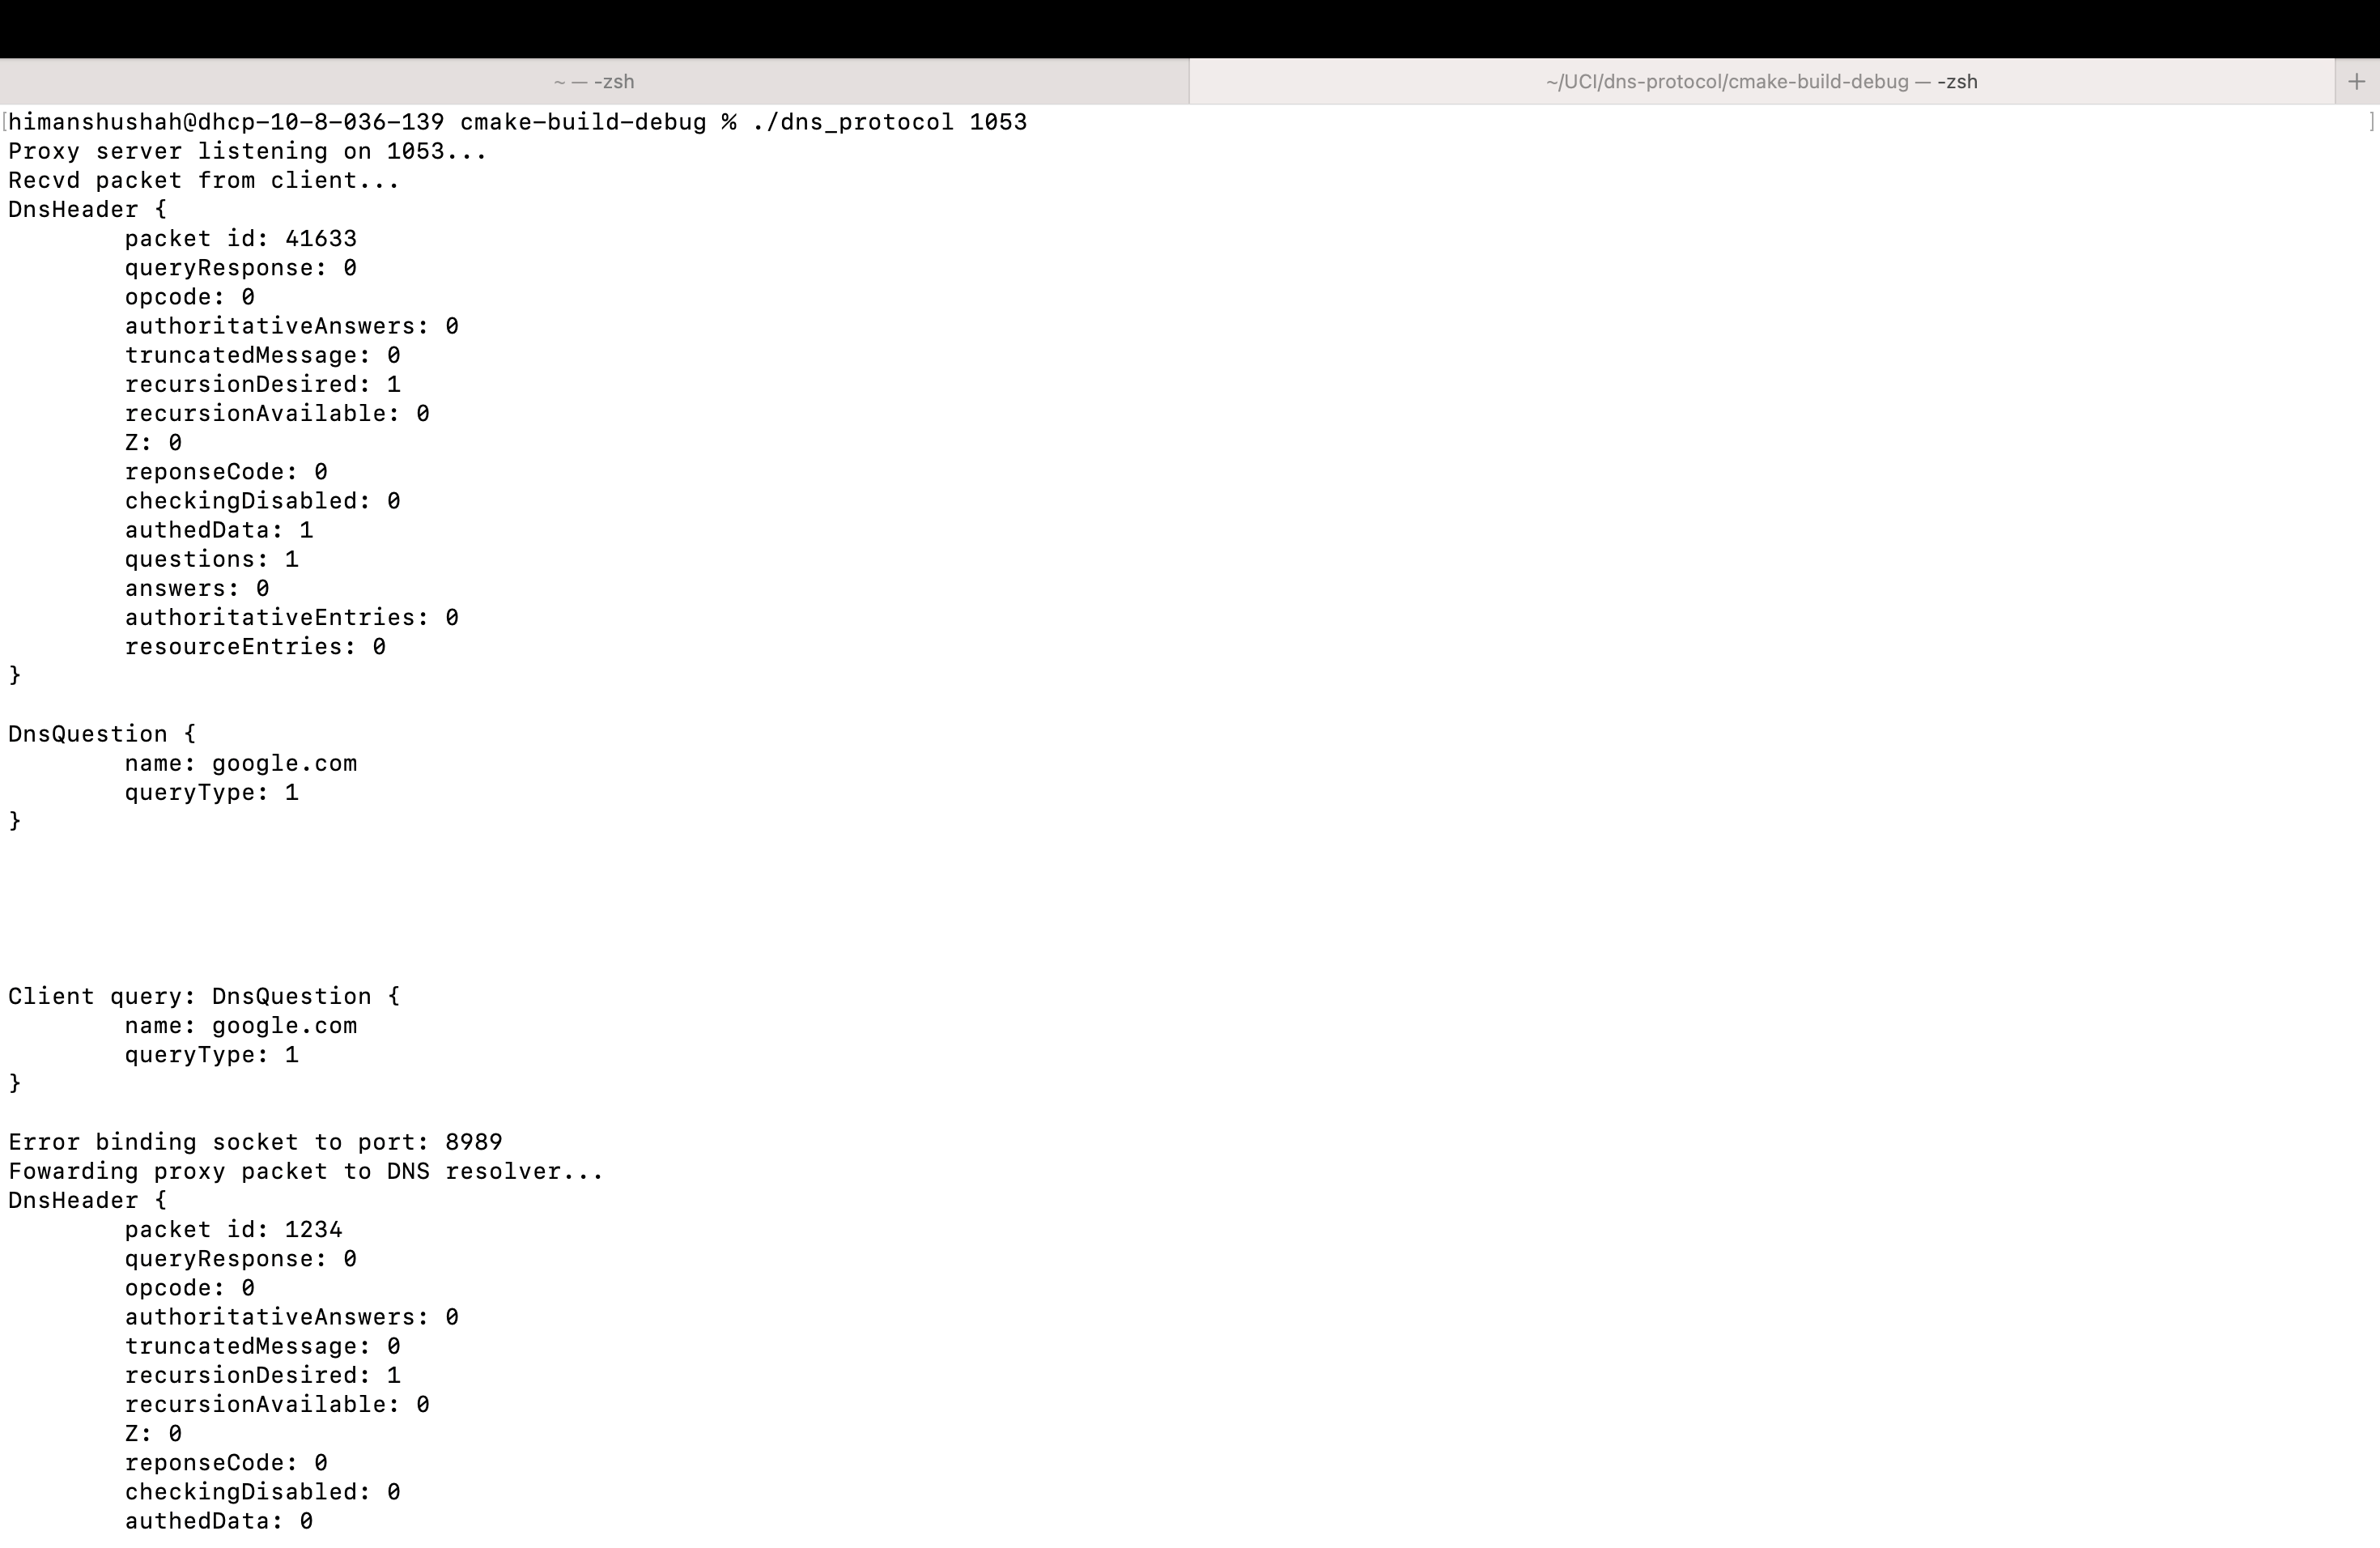 ~ — -zsh
~/UCI/dns-protocol/cmake-build-debug — -zsh
+
[himanshushah@dhcp-10-8-036-139 cmake-build-debug % ./dns_protocol 1053 ]
Proxy server listening on 1053...
Recvd packet from client...
DnsHeader {
packet id: 41633
queryResponse: 0
opcode: 0
authoritativeAnswers: 0
truncatedMessage: 0
recursionDesired: 1
recursionAvailable: 0
Z: 0
reponseCode: 0
checkingDisabled: 0
authedData: 1
questions: 1
answers: 0
authoritativeEntries: 0
resourceEntries: 0
}
DnsQuestion {
name: google.com
queryType: 1
}
Client query: DnsQuestion {
name: google.com
queryType: 1
}
Error binding socket to port: 8989
Fowarding proxy packet to DNS resolver...
DnsHeader {
packet id: 1234
queryResponse: 0
opcode: 0
authoritativeAnswers: 0
truncatedMessage: 0
recursionDesired: 1
recursionAvailable: 0
Z: 0
reponseCode: 0
checkingDisabled: 0
authedData: 0